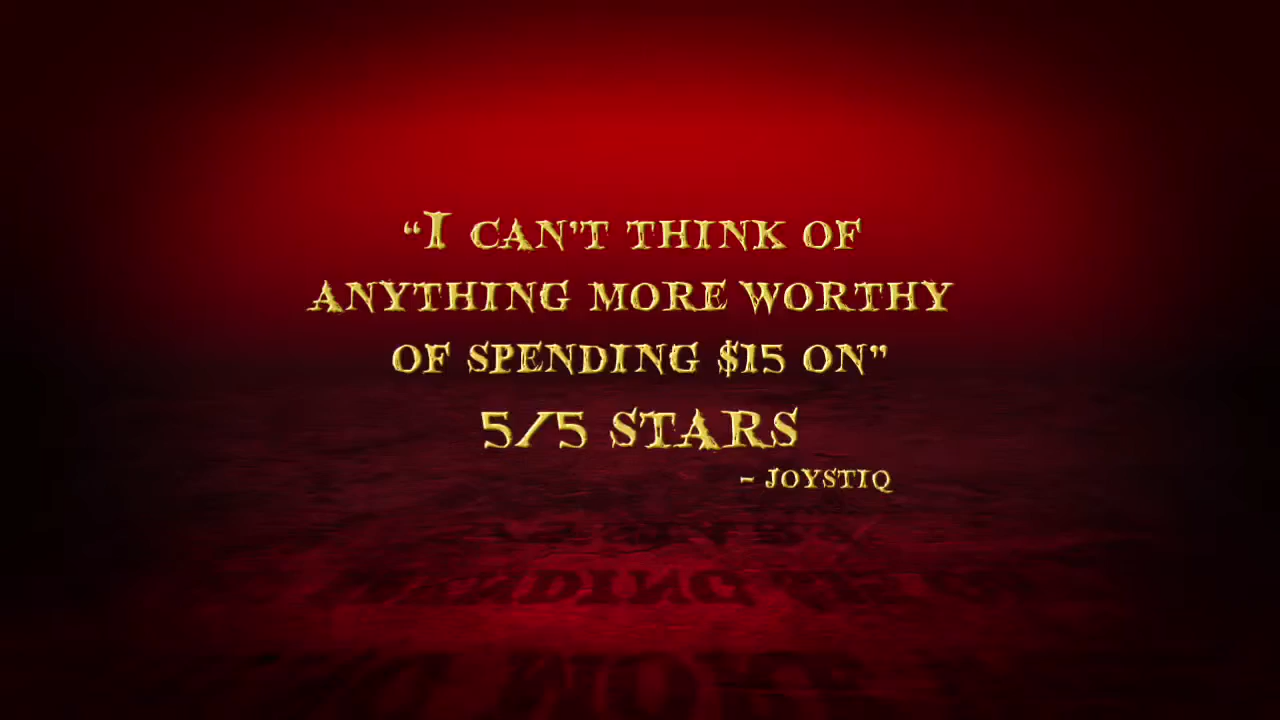 “I CAN’T THINK OF
ANYTHING MORE WORTHY
OF SPENDING $15 ON”
5/5 STARS
- JOYSTIQ